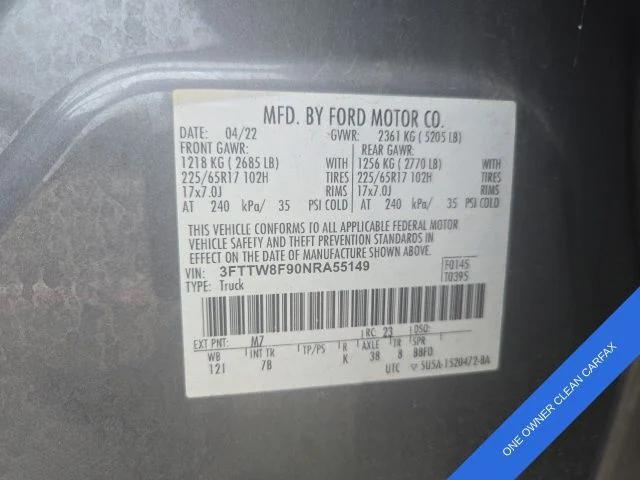 MFD. BY FORD MOTOR CO.
DATE: 04/22 GVWR: 2361 KG ( 5205 LB)
FRONT GAWR: REAR GAWR:
1218 KG ( 2685 LB) WITH 1256 KG ( 2770 LB) WITH
225/65R17 102H TIRES 225/65R17 102H TIRES
17x7.0J RIMS 17x7.0J RIMS
AT 240 kPa/ 35 PSI COLD AT 240 kPa/ 35 PSI COLD
THIS VEHICLE CONFORMS TO ALL APPLICABLE FEDERAL MOTOR
VEHICLE SAFETY AND THEFT PREVENTION STANDARDS IN
EFFECT ON THE DATE OF MANUFACTURE SHOWN ABOVE.
VIN: 3FTTW8F90NRA55149 F0145
TYPE: Truck T0395
EXT PNT: M7 RC: 23 DSO:
WB INT TR TP/PS R AXLE TR SPR
121 7B K 38 8 BBFD
UTC 5U5A-1520472-BA
ONE OWNER CLEAN CARFAX